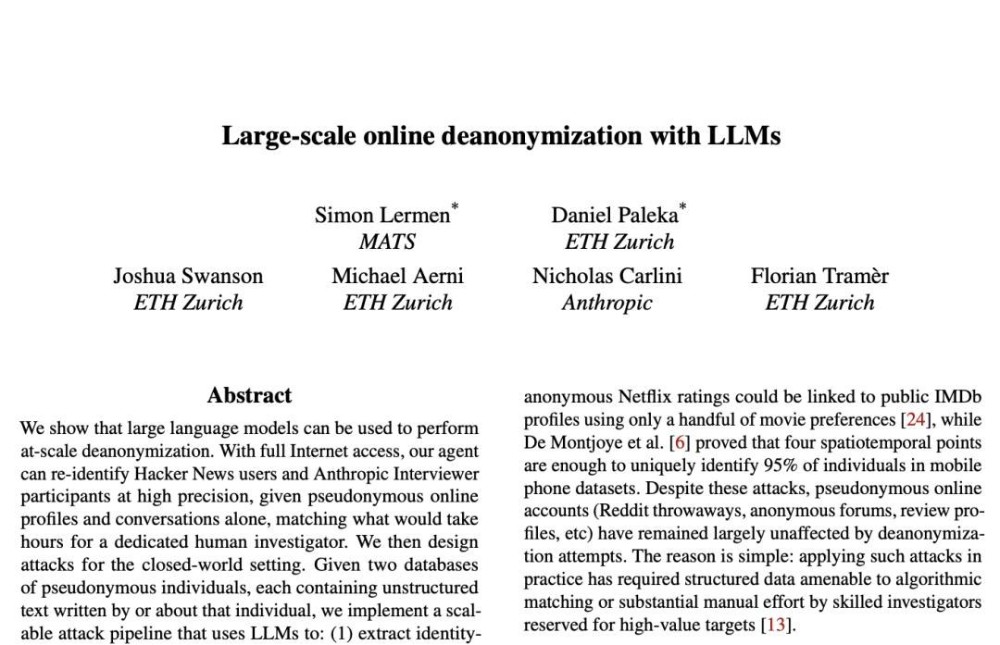 Large-scale online deanonymization with LLMs
Simon Lermen*
Daniel Paleka*
MATS
ETH Zurich
Joshua Swanson
Michael Aerni
Nicholas Carlini
Florian Tramèr
ETH Zurich
ETH Zurich
Anthropic
ETH Zurich
Abstract
We show that large language models can be used to perform
at-scale deanonymization. With full Internet access, our agent
can re-identify Hacker News users and Anthropic Interviewer
participants at high precision, given pseudonymous online
profiles and conversations alone, matching what would take
hours for a dedicated human investigator. We then design
attacks for the closed-world setting. Given two databases
of pseudonymous individuals, each containing unstructured
text written by or about that individual, we implement a scal-
able attack pipeline that uses LLMs to: (1) extract identity-
anonymous Netflix ratings could be linked to public IMDb
profiles using only a handful of movie preferences [24], while
De Montjoye et al. [6] proved that four spatiotemporal points
are enough to uniquely identify 95% of individuals in mobile
phone datasets. Despite these attacks, pseudonymous online
accounts (Reddit throwaways, anonymous forums, review pro-
files, etc) have remained largely unaffected by deanonymiza-
tion attempts. The reason is simple: applying such attacks in
practice has required structured data amenable to algorithmic
matching or substantial manual effort by skilled investigators
reserved for high-value targets [13].